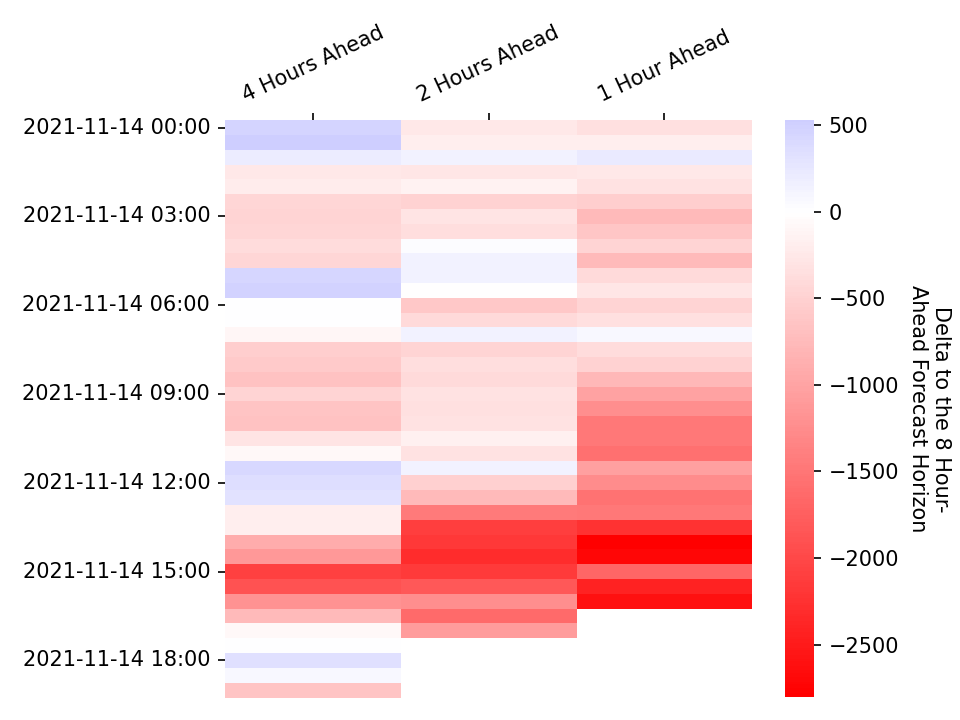 4 Hours Ahead
2 Hours Ahead
1 Hour Ahead
2021-11-14 00:00
2021-11-14 03:00
2021-11-14 06:00
2021-11-14 09:00
2021-11-14 12:00
2021-11-14 15:00
2021-11-14 18:00
500
0
−500
−1000
−1500
−2000
−2500
Delta to the 8 Hour-
Ahead Forecast Horizon